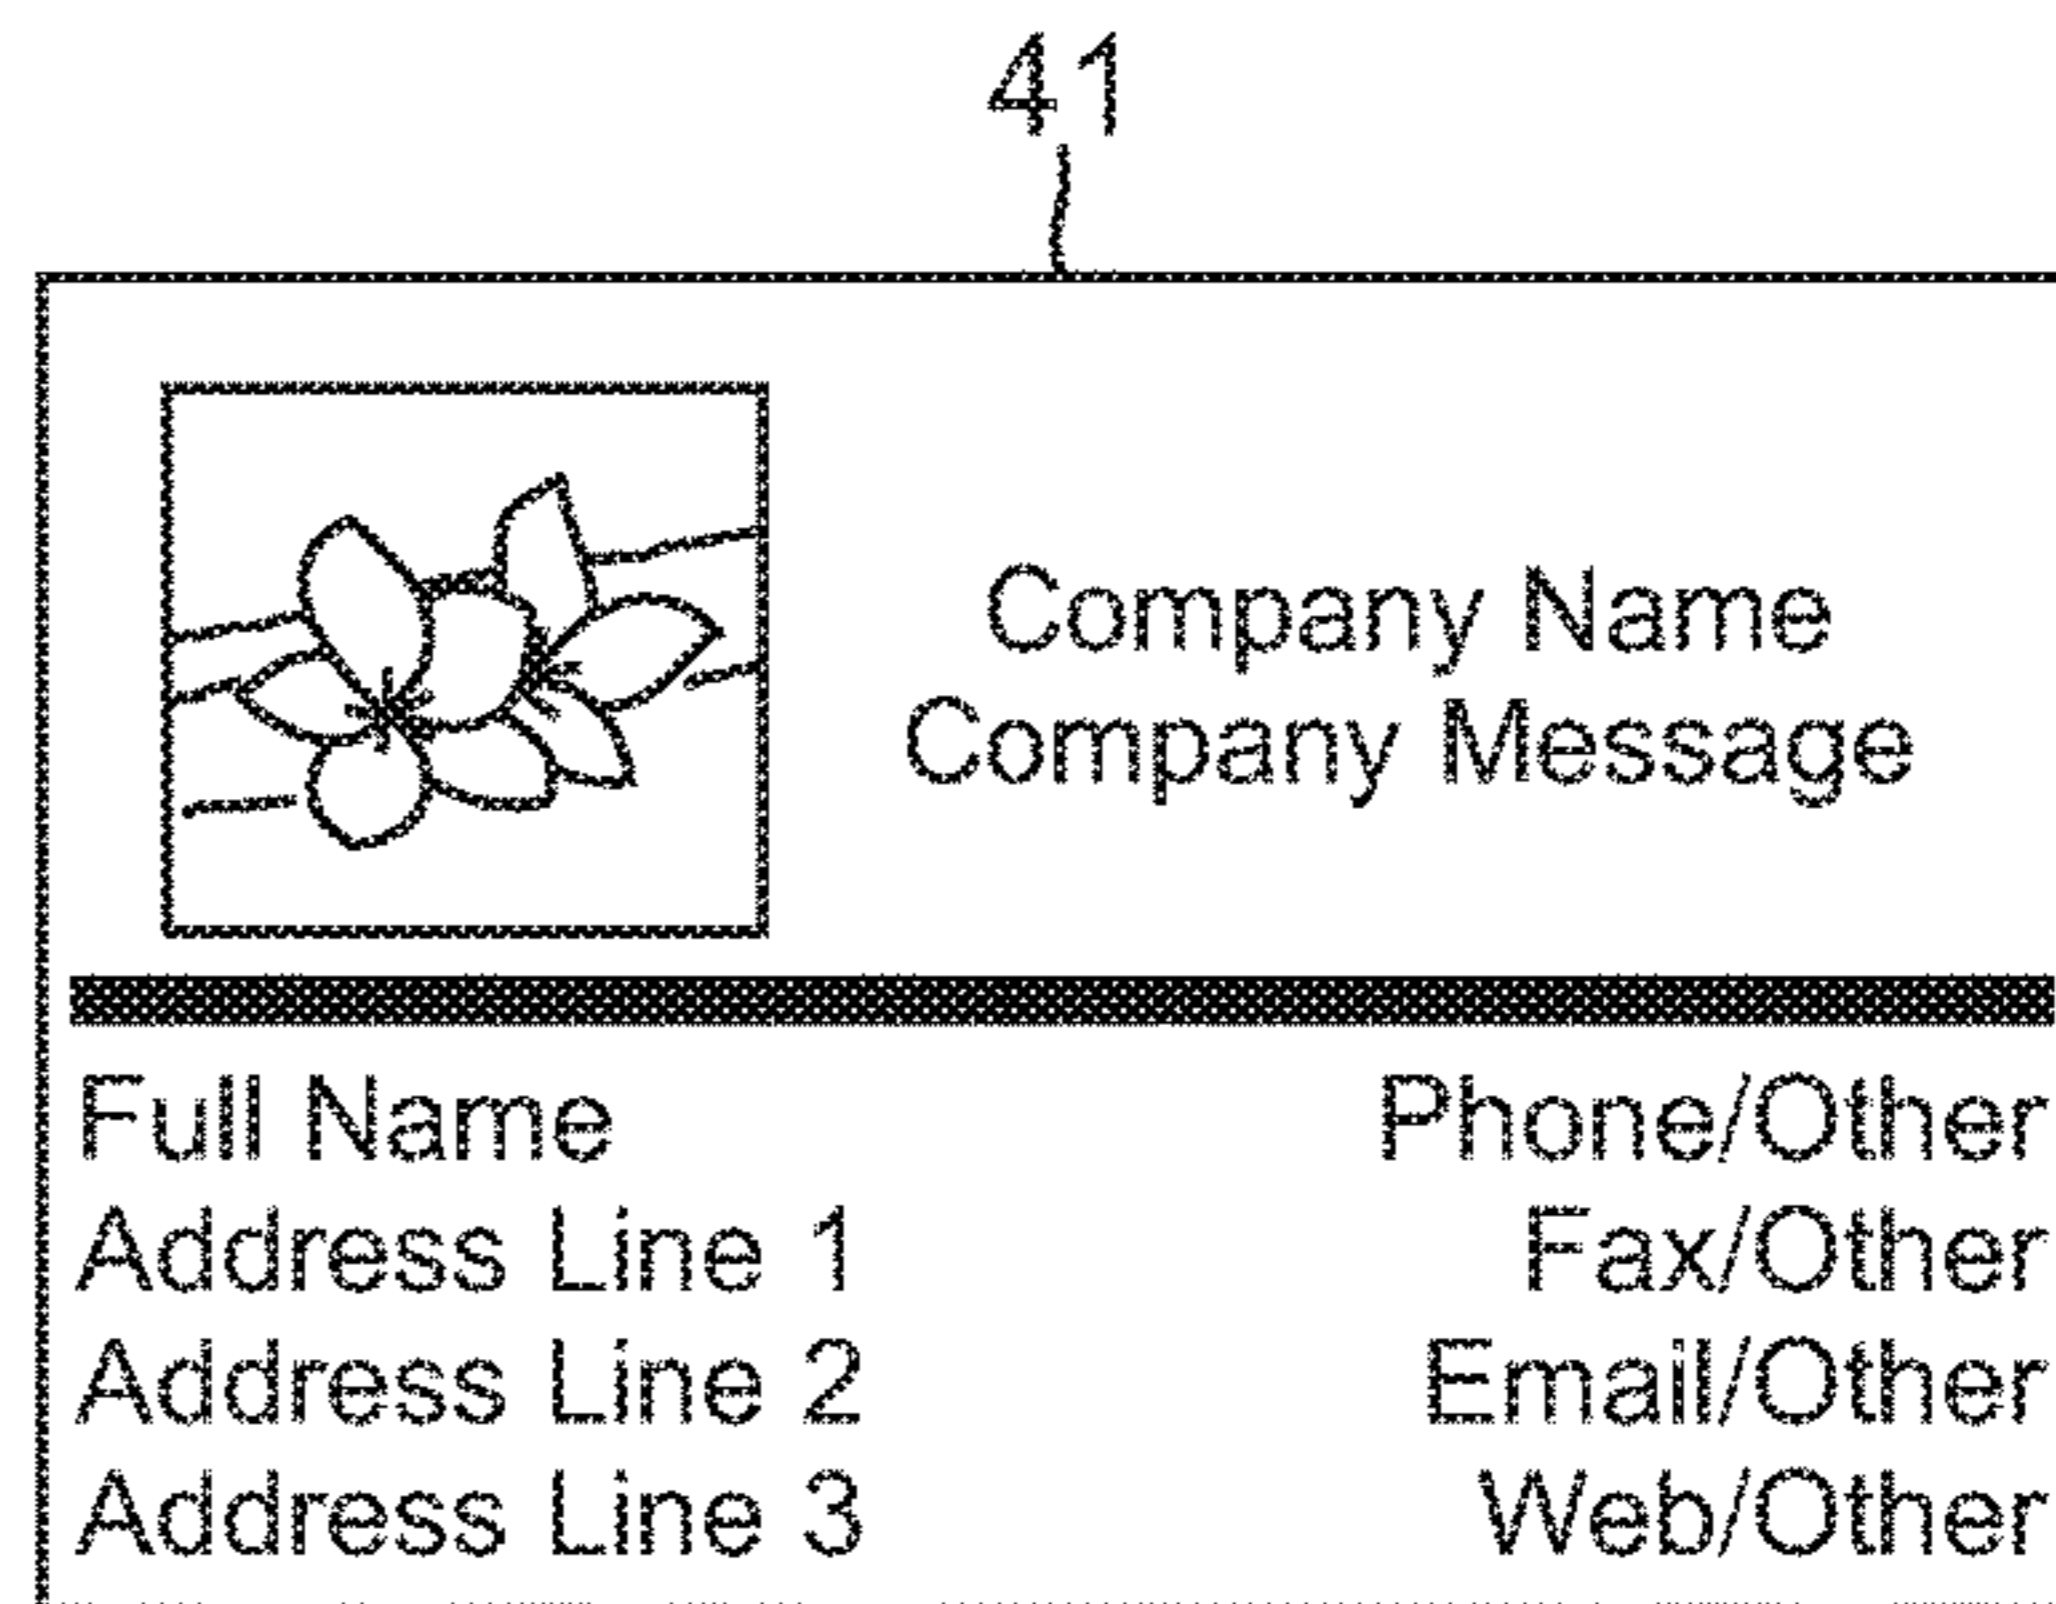 41
Company Name
Company Message
Full Name
Address Line 1
Address Line 2
Address Line 3
Phone/Other
Fax/Other
Email/Other
Web/Other